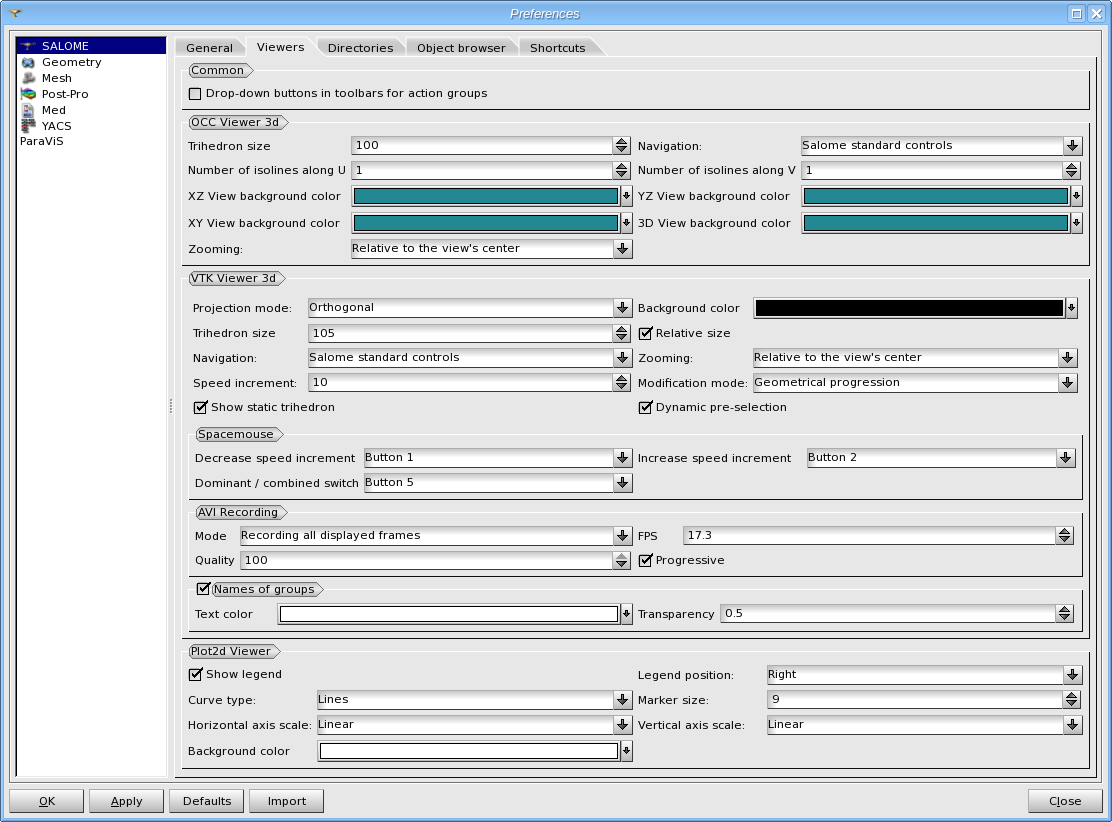 Preferences
SALOME
Geometry
Mesh
Post-Pro
Med
YACS
ParaViS
General Viewers Directories Object browser Shortcuts
Common
Drop-down buttons in toolbars for action groups
OCC Viewer 3d
Trihedron size 100 Navigation: Salome standard controls
Number of isolines along U 1 Number of isolines along V 1
XZ View background color YZ View background color
XY View background color 3D View background color
Zooming: Relative to the view's center
VTK Viewer 3d
Projection mode: Orthogonal Background color
Trihedron size 105 Relative size
Navigation: Salome standard controls Zooming: Relative to the view's center
Speed increment: 10 Modification mode: Geometrical progression
Show static trihedron Dynamic pre-selection
Spacemouse
Decrease speed increment Button 1 Increase speed increment Button 2
Dominant / combined switch Button 5
AVI Recording
Mode Recording all displayed frames FPS 17.3
Quality 100 Progressive
Names of groups
Text color Transparency 0.5
Plot2d Viewer
Show legend Legend position: Right
Curve type: Lines Marker size: 9
Horizontal axis scale: Linear Vertical axis scale: Linear
Background color
OK Apply Defaults Import Close